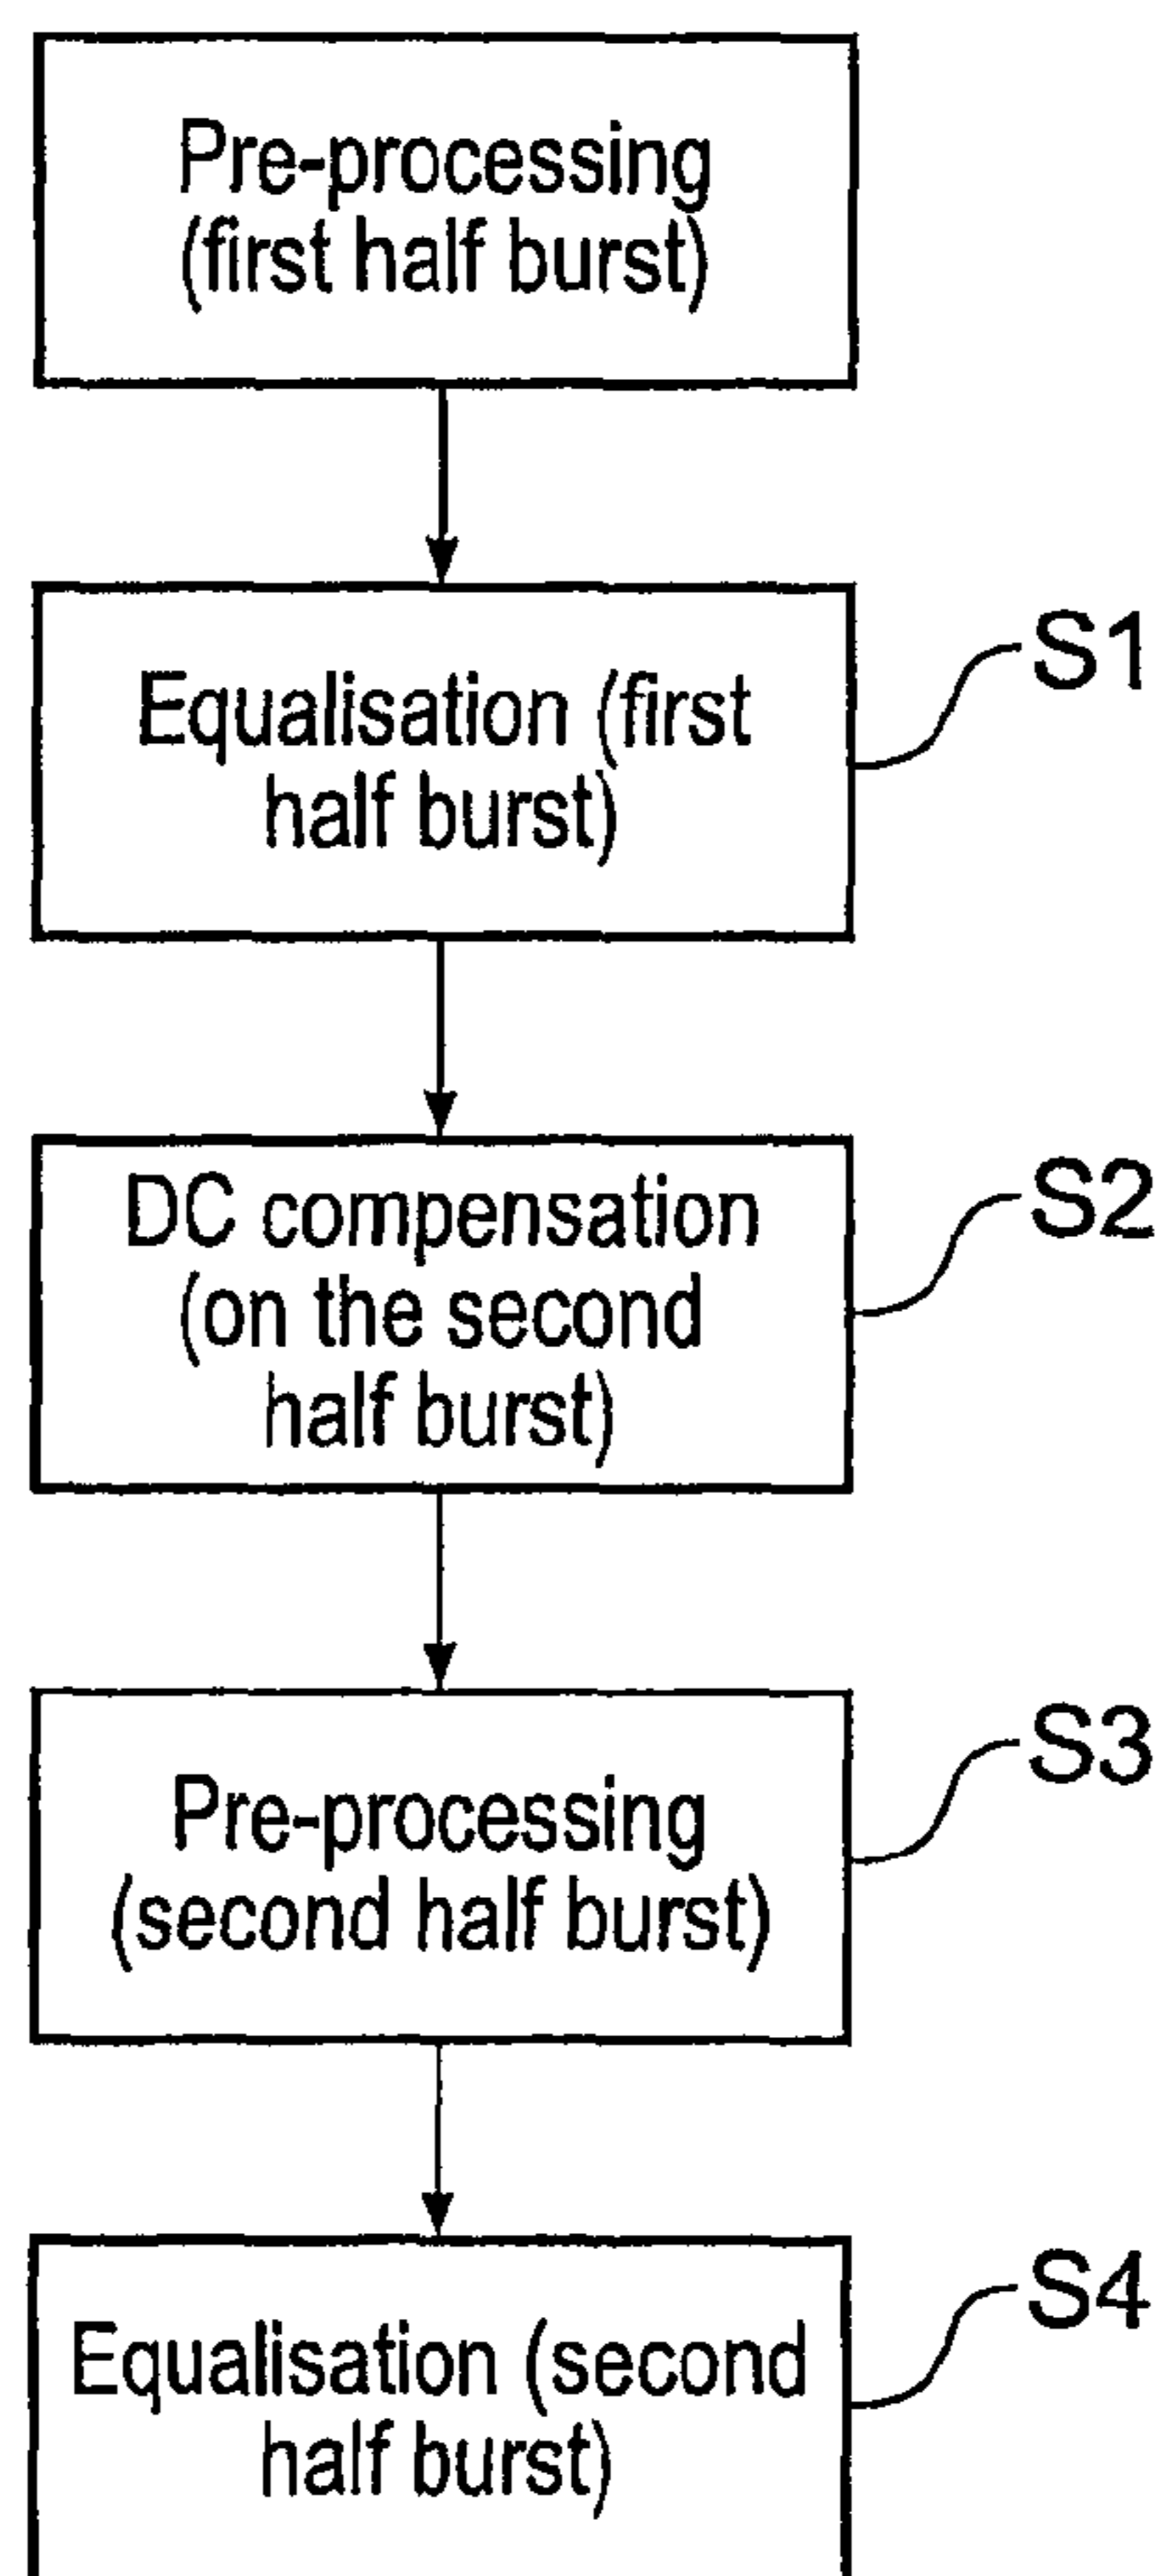 Pre-processing
(first half burst)
Equalisation (first
half burst)
S1
DC compensation
(on the second
half burst)
S2
Pre-processing
(second half burst)
S3
Equalisation (second
half burst)
S4